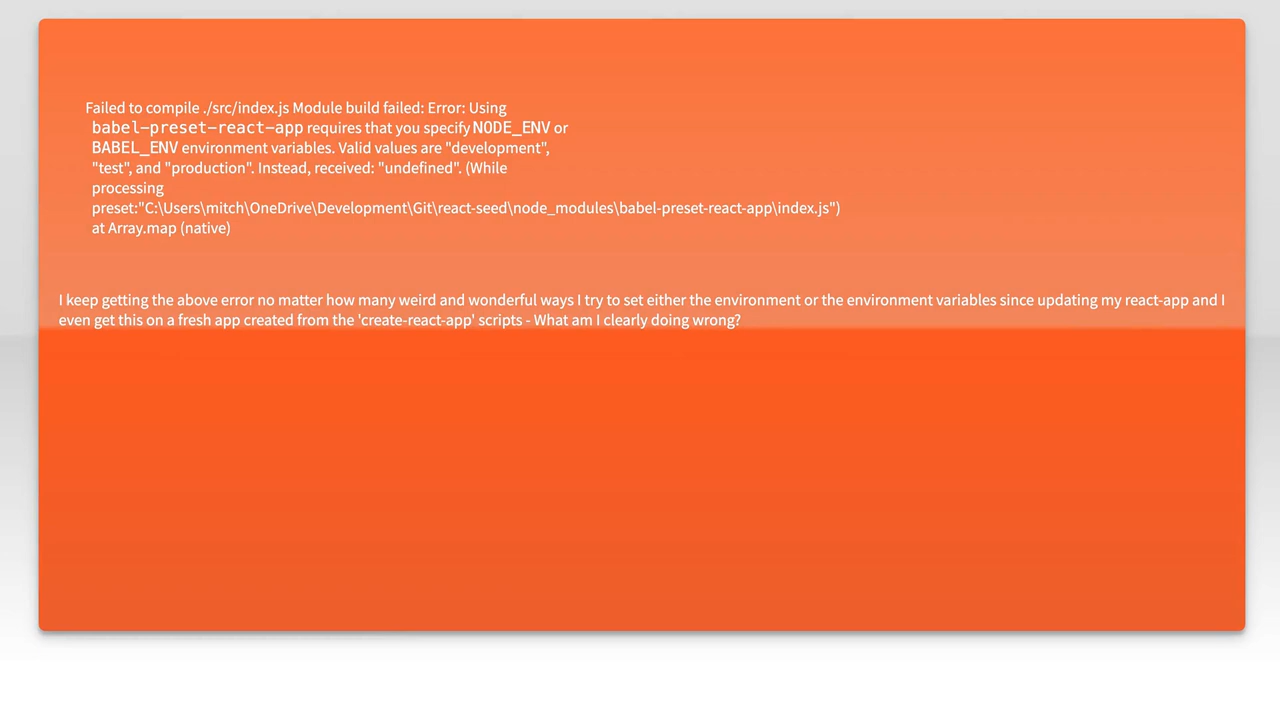 Failed to compile ./src/index.js Module build failed: Error: Using
babel-preset-react-app requires that you specify NODE_ENV or
BABEL_ENV environment variables. Valid values are "development",
"test", and "production". Instead, received: "undefined". (While
processing
preset:"C:\Users\mitch\OneDrive\Development\Git\react-seed\node_modules\babel-preset-react-app\index.js")
at Array.map (native)
I keep getting the above error no matter how many weird and wonderful ways I try to set either the environment or the environment variables since updating my react-app and I
even get this on a fresh app created from the 'create-react-app' scripts - What am I clearly doing wrong?